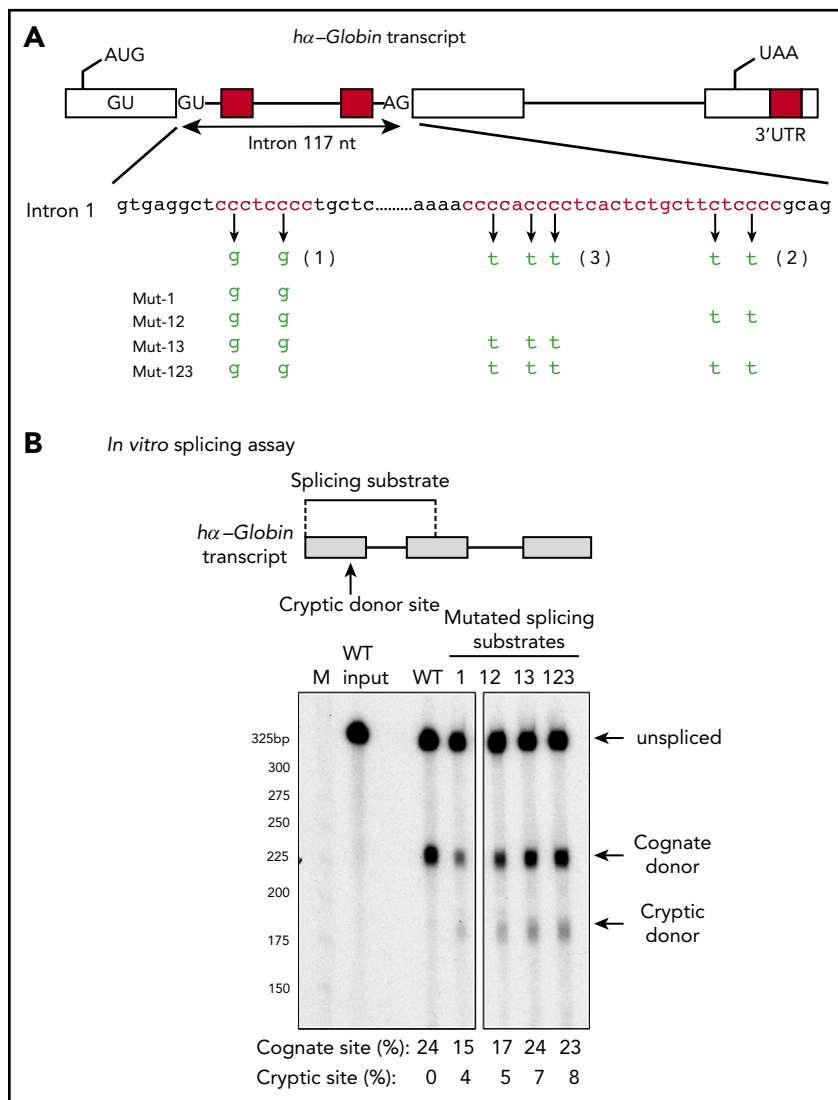 A
hα–Globin transcript
AUG
UAA
GU GU AG
Intron 117 nt
3'UTR
Intro 1 gtgaggctccctcccctgctc.........aaaaccccacccctcactctgcttctccccgcag
g g (1) t t t (3) t t (2)
Mut-1 g g
Mut-12 g g t t
Mut-13 g g t t t
Mut-123 g g t t t t t
B
In vitro splicing assay
Splicing substrate
hα–Globin
transcript
Cryptic donor site
Mutated splicing
substrates
M WT input WT 1 12 13 123
325bp
unspliced
300
275
250
225
Cognate
donor
200
Cryptic
donor
175
150
Cognate site (%): 24 15 17 24 23
Cryptic site (%): 0 4 5 7 8